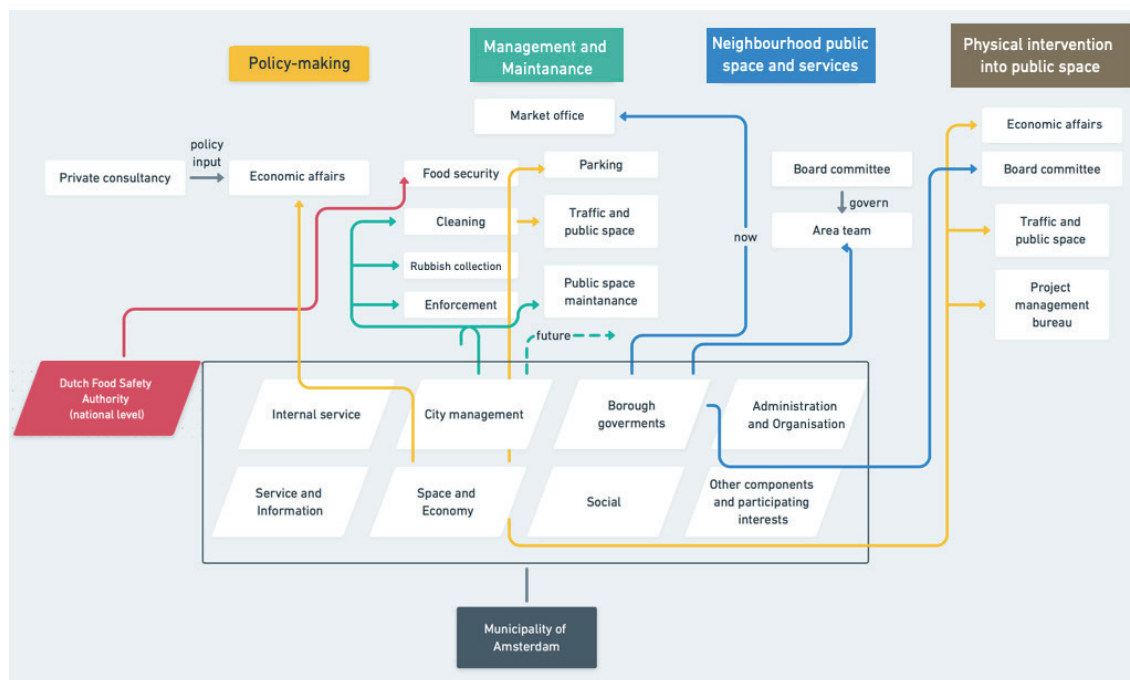 Policy-making
Management and
Maintanance
Neighbourhood public
space and services
Physical intervention
into public space
Market office
Economic affairs
policy
input
Private consultancy
Economic affairs
Food security
Parking
Board committee
Board committee
govern
Cleaning
Traffic and
public space
Area team
now
Traffic and
public space
Rubbish collection
Enforcement
Public space
maintanance
Project
management
bureau
future
Dutch Food Safety
Authority
(national level)
Internal service
City management
Borough
goverments
Administration
and Organisation
Service and
Information
Space and
Economy
Social
Other components
and participating
interests
Municipality of
Amsterdam